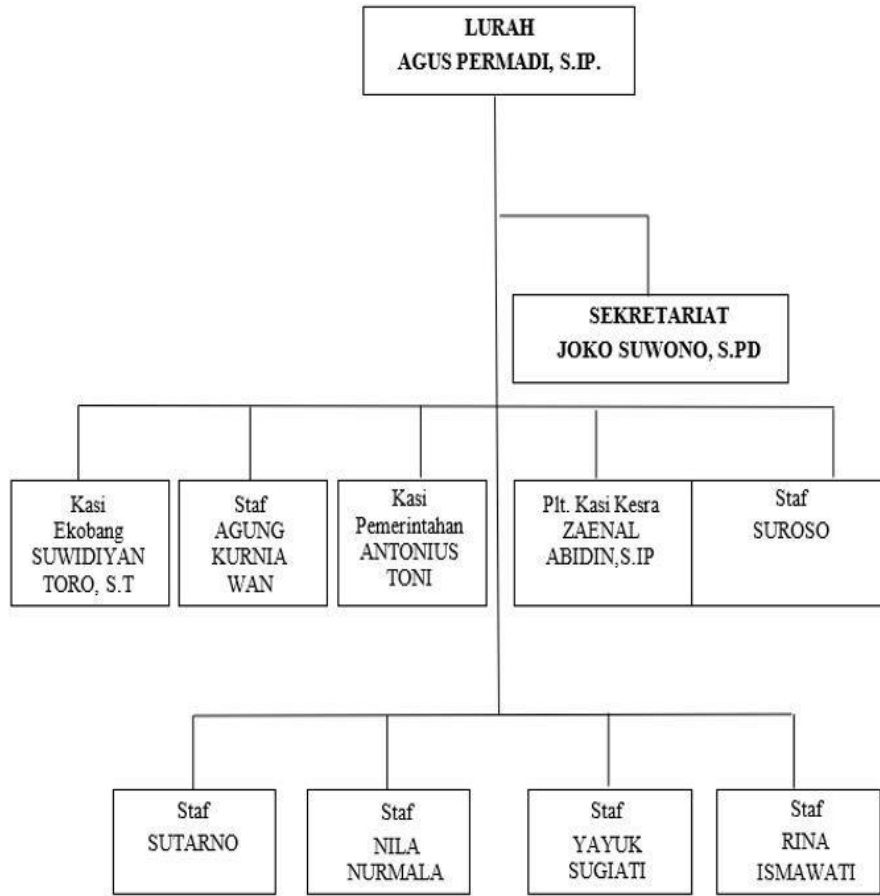 LURAH
AGUS PERMADI, S.IP.
SEKRETARIAT
JOKO SUWONO, S.PD
Kasi
Ekobang
SUWIDIYAN
TORO, S.T
Staf
AGUNG
KURNIA
WAN
Kasi
Pemerintahan
ANTONIUS
TONI
Plt. Kasi Kesra
ZAENAL
ABIDIN,S.IP
Staf
SUROSO
Staf
SUTARNO
Staf
NILA
NURMALA
Staf
YAYUK
SUGIATI
Staf
RINA
ISMAWATI